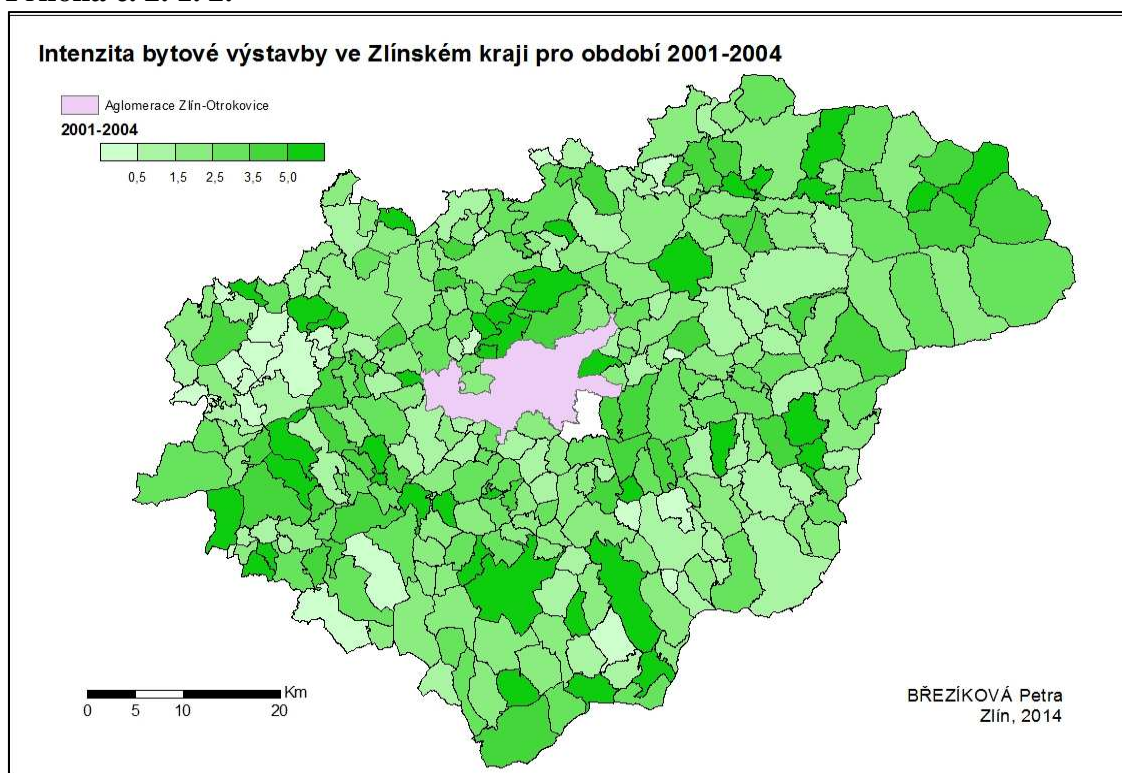 Intenzita bytové výstavby ve Zlínském kraji pro období 2001-2004
Aglomerace Zlín-Otrokovice
2001-2004
0,5 1,5 2,5 3,5 5,0
Km
0 5 10 20
BŘEZÍKOVÁ Petra
Zlín, 2014